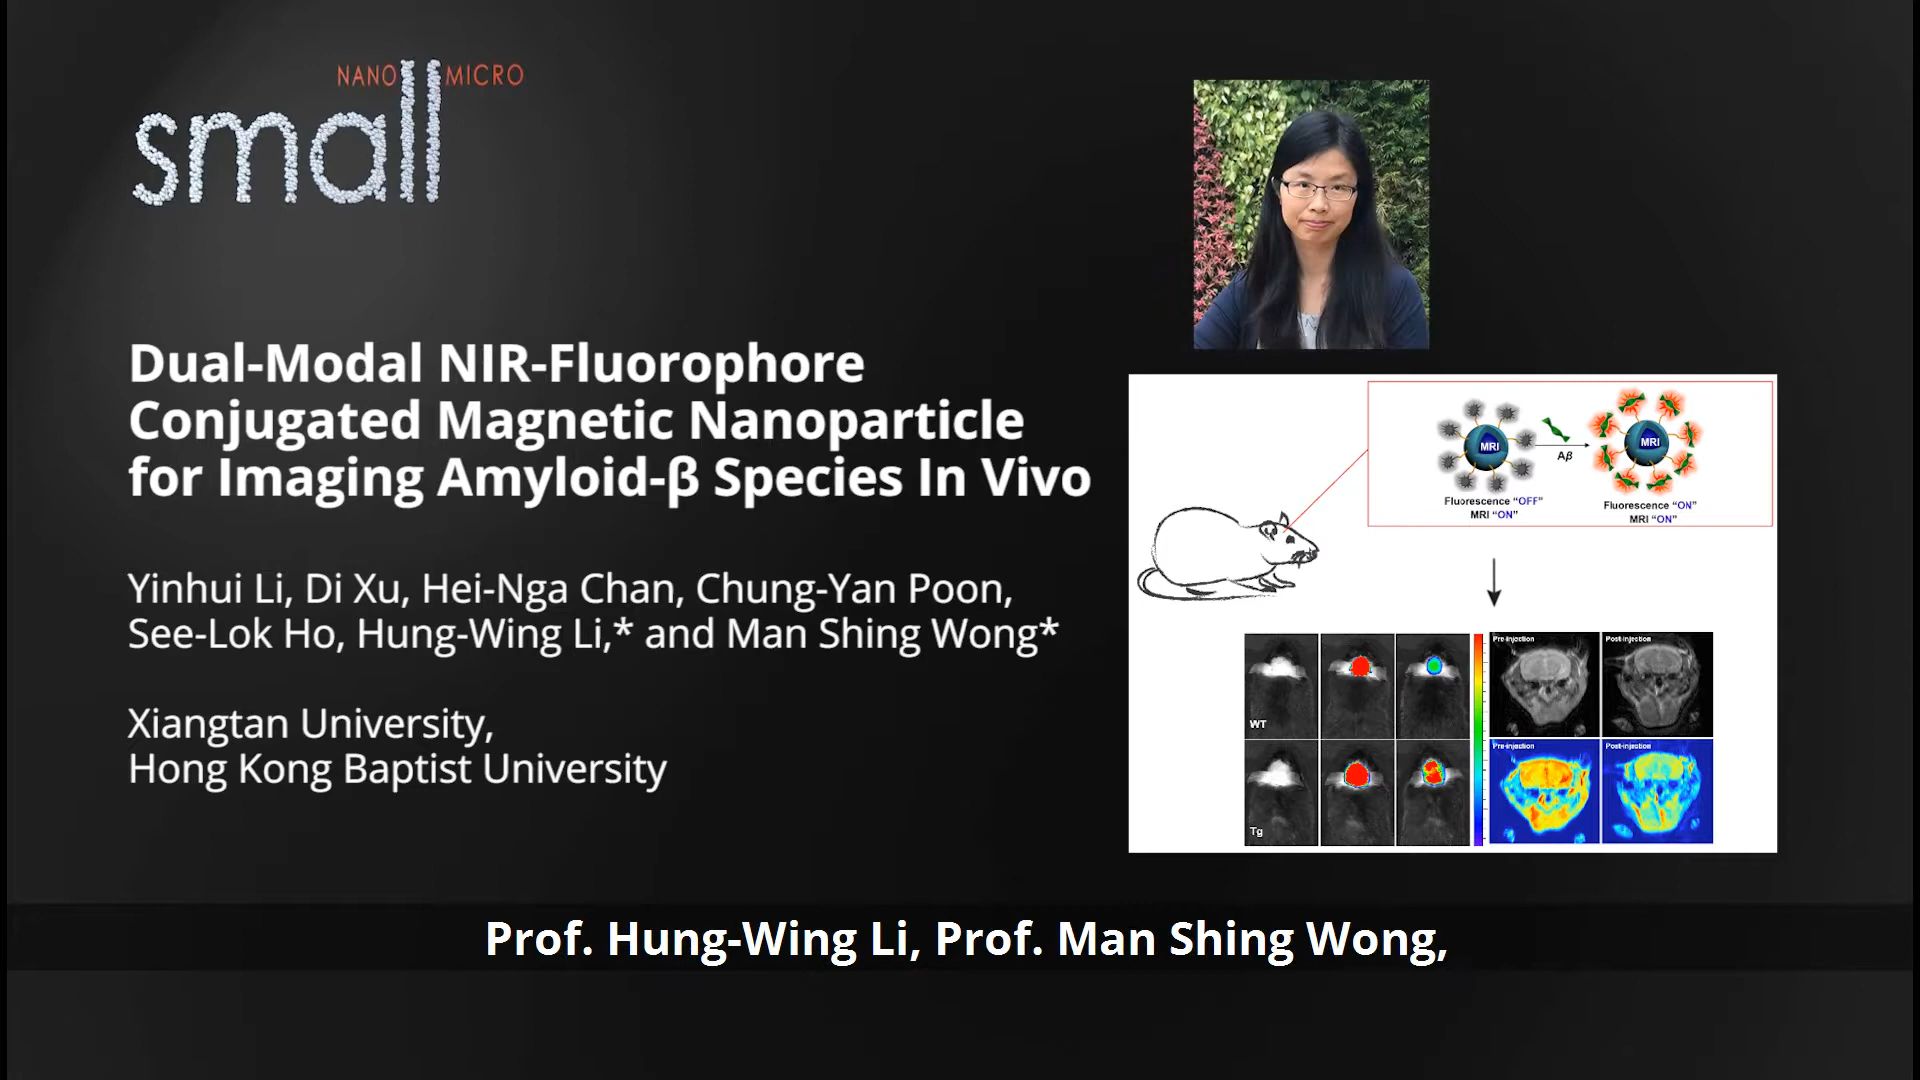 NANO MICRO
small
Dual-Modal NIR-Fluorophore
Conjugated Magnetic Nanoparticle
for Imaging Amyloid-β Species In Vivo
Yinhui Li, Di Xu, Hei-Nga Chan, Chung-Yan Poon,
See-Lok Ho, Hung-Wing Li,* and Man Shing Wong*
Xiangtan University,
Hong Kong Baptist University
MRI
Aβ
MRI
Fluorescence “OFF”
MRI “ON”
Fluorescence “ON”
MRI “ON”
WT
Tg
Pre-injection
Post-injection
Pre-injection
Post-injection
Prof. Hung-Wing Li, Prof. Man Shing Wong,